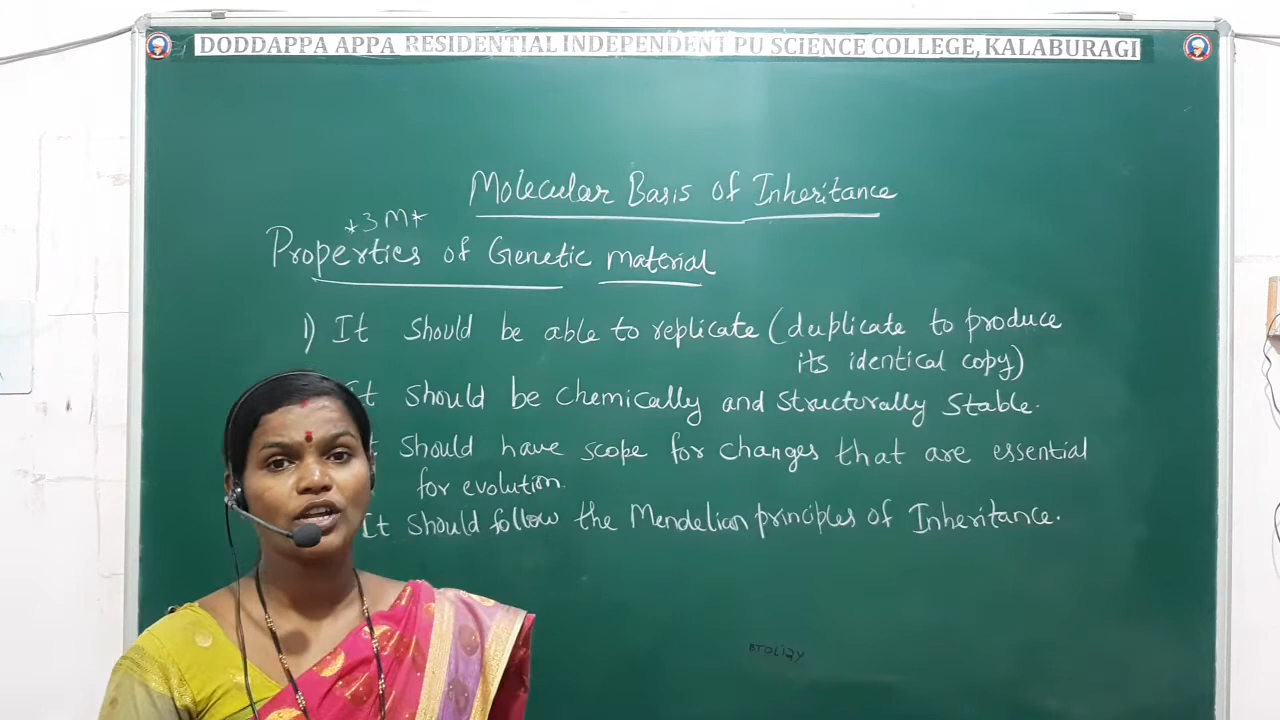 DODDAPPA APPA RESIDENTIAL INDEPENDENT PU SCIENCE COLLEGE, KALABURAGI
Molecular Basis of Inheritance
*3 M*
Properties of Genetic material
1) It should be able to replicate (duplicate to produce
its identical copy)
It should be chemically and structurally stable.
should have scope for changes that are essential
for evolution.
It should follow the Mendelian principles of Inheritance.